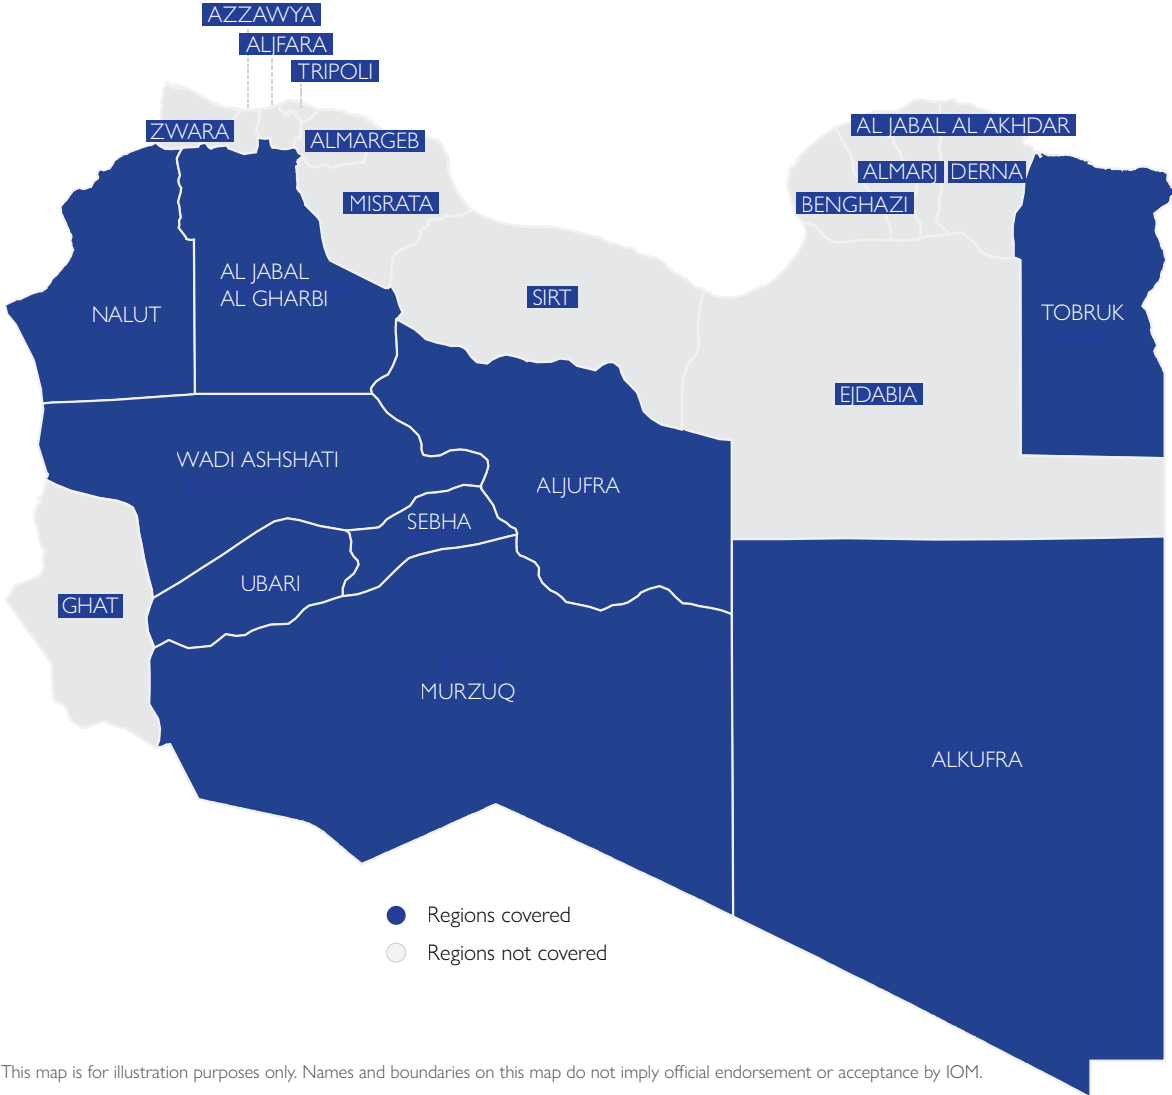 AZZAWYA
ALJFARA
TRIPOLI
ZWARA
ALMARGEB
AL JABAL AL AKHDAR
ALMARJ
DERNA
MISRATA
BENGHAZI
AL JABAL
AL GHARBI
NALUT
SIRT
TOBRUK
EJDABIA
WADI ASHSHATI
ALJUFRA
SEBHA
UBARI
GHAT
MURZUQ
ALKUFRA
Regions covered
Regions not covered
This map is for illustration purposes only. Names and boundaries on this map do not imply official endorsement or acceptance by IOM.